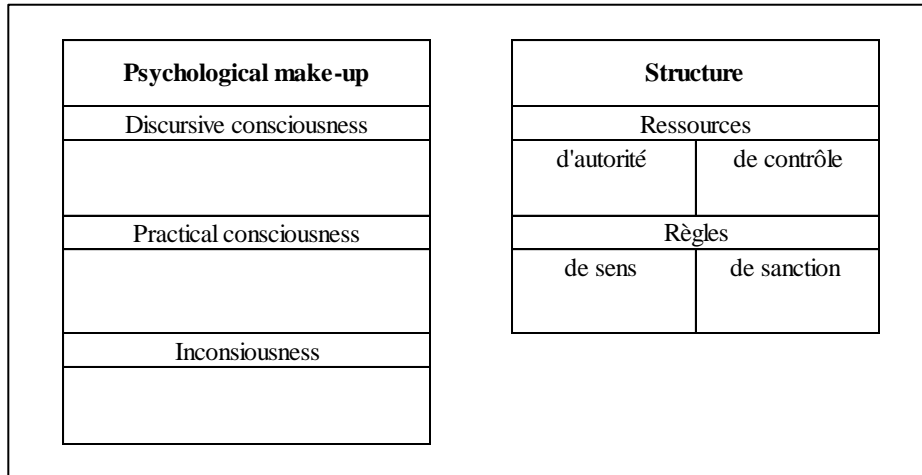 Psychological make-up
Discursive consciousness
Practical consciousness
Inconsiousness
Structure
Ressources
d'autorité
de contrôle
Règles
de sens
de sanction